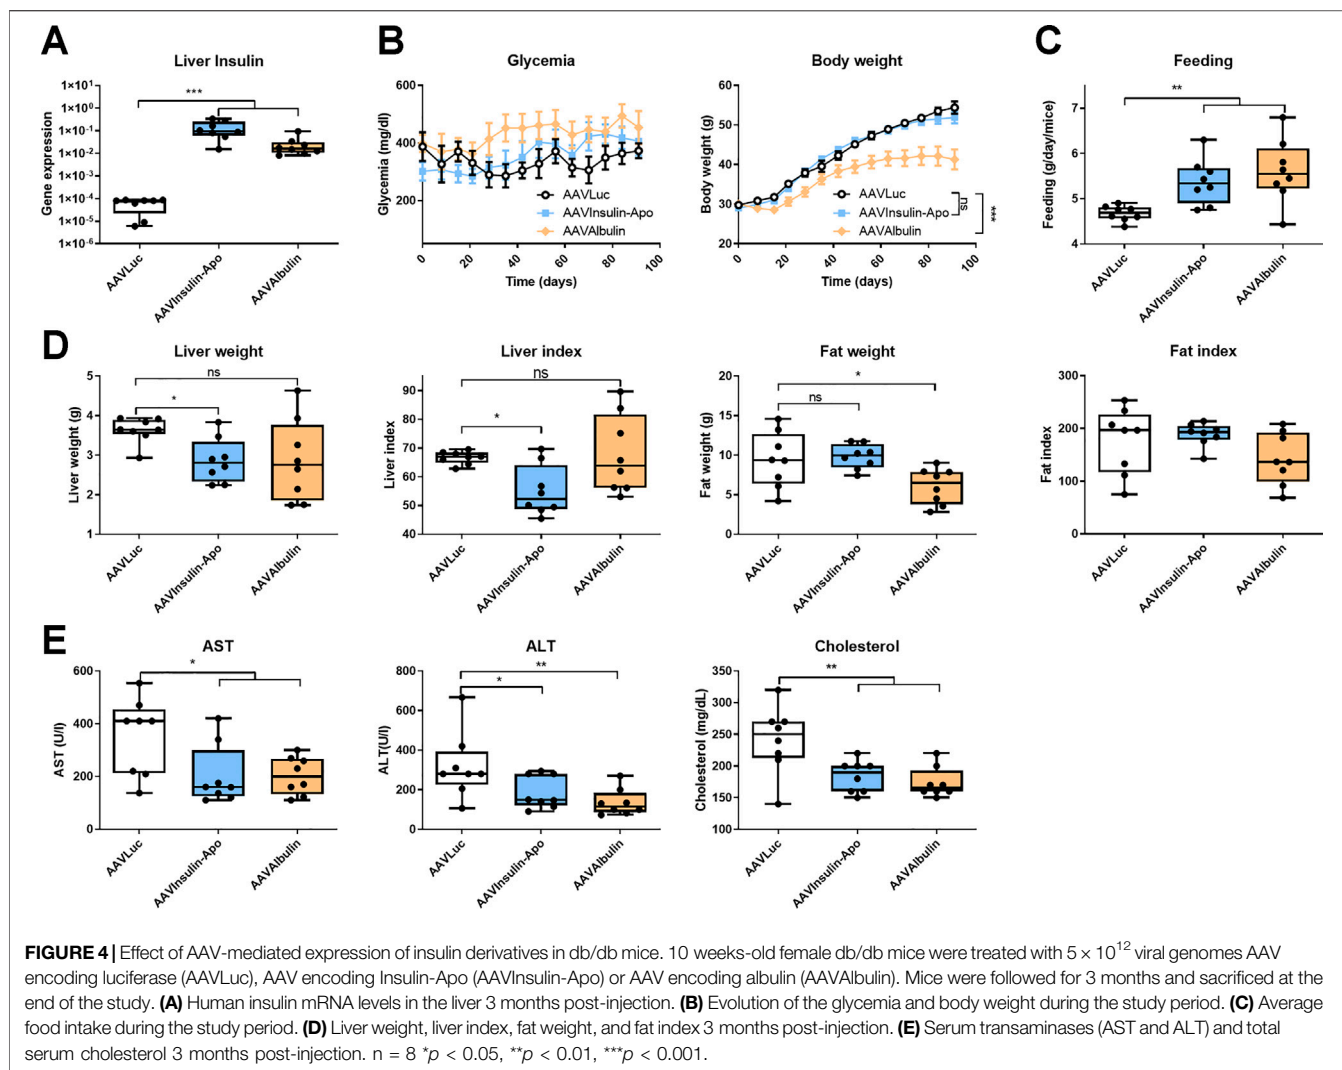 A
Liver Insulin
Gene expression
1×10+1
1×10+0
1×10-1
1×10-2
1×10-4
1×10-5
1×10-6
***
AAVLuc
AAVInsulin-Apo
AAVAlbulin
B
Glycemia
Glycemia (mg/dl)
600
400
200
0
20
40
60
80
100
Time (days)
AAVLuc
AAVInsulin-Apo
AAVAlbulin
Body weight
Body weight (g)
60
50
40
30
20
0
20
40
60
80
100
Time (days)
AAVLuc
AAVInsulin-Apo
AAVAlbulin
ns
***
C
Feeding
Feeding (g/day/mice)
7
6
5
4
**
AAVLuc
AAVInsulin-Apo
AAVAlbulin
D
Liver weight
Liver weight (g)
5
4
3
2
1
ns
*
AAVLuc
AAVInsulin-Apo
AAVAlbulin
Liver index
Liver index
90
80
70
60
50
40
ns
*
AAVLuc
AAVInsulin-Apo
AAVAlbulin
Fat weight
Fat weight (g)
20
15
10
5
0
*
ns
AAVLuc
AAVInsulin-Apo
AAVAlbulin
Fat index
Fat index
300
200
100
0
AAVLuc
AAVInsulin-Apo
AAVAlbulin
E
AST
AST (U/l)
600
400
200
0
*
AAVLuc
AAVInsulin-Apo
AAVAlbulin
ALT
ALT(U/l)
800
600
400
200
0
**
*
AAVLuc
AAVInsulin-Apo
AAVAlbulin
Cholesterol
Cholesterol (mg/dL)
350
300
250
200
150
100
**
AAVLuc
AAVInsulin-Apo
AAVAlbulin
FIGURE 4 | Effect of AAV-mediated expression of insulin derivatives in db/db mice. 10 weeks-old female db/db mice were treated with 5 × 10¹² viral genomes AAV
encoding luciferase (AAVLuc), AAV encoding Insulin-Apo (AAVInsulin-Apo) or AAV encoding albulin (AAVAlbulin). Mice were followed for 3 months and sacrificed at the
end of the study. (A) Human insulin mRNA levels in the liver 3 months post-injection. (B) Evolution of the glycemia and body weight during the study period. (C) Average
food intake during the study period. (D) Liver weight, liver index, fat weight, and fat index 3 months post-injection. (E) Serum transaminases (AST and ALT) and total
serum cholesterol 3 months post-injection. n = 8 *p < 0.05, **p < 0.01, ***p < 0.001.